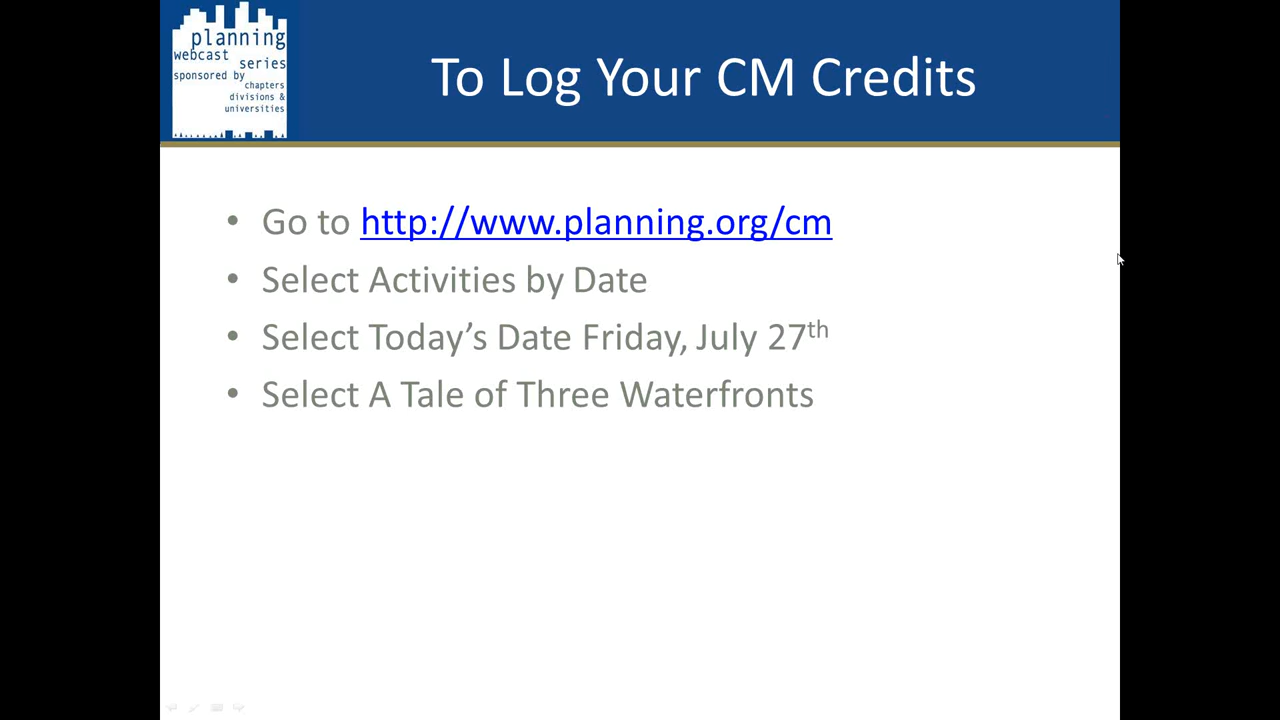 planning
webcast series
sponsored by
chapters
divisions &
universities
To Log Your CM Credits
• Go to http://www.planning.org/cm
• Select Activities by Date
• Select Today’s Date Friday, July 27th
• Select A Tale of Three Waterfronts